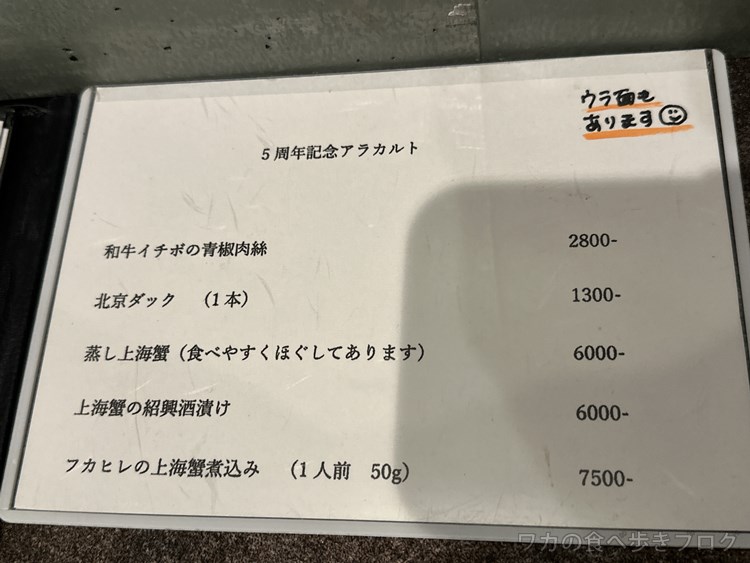 ウラ面も
あります
5周年記念アラカルト
和牛イチボの青椒肉絲 2800-
北京ダック (1本) 1300-
蒸し上海蟹(食べやすくほぐしてあります) 6000-
上海蟹の紹興酒漬け 6000-
フカヒレの上海蟹煮込み (1人前 50g) 7500-
ワカの食べ歩きブログ